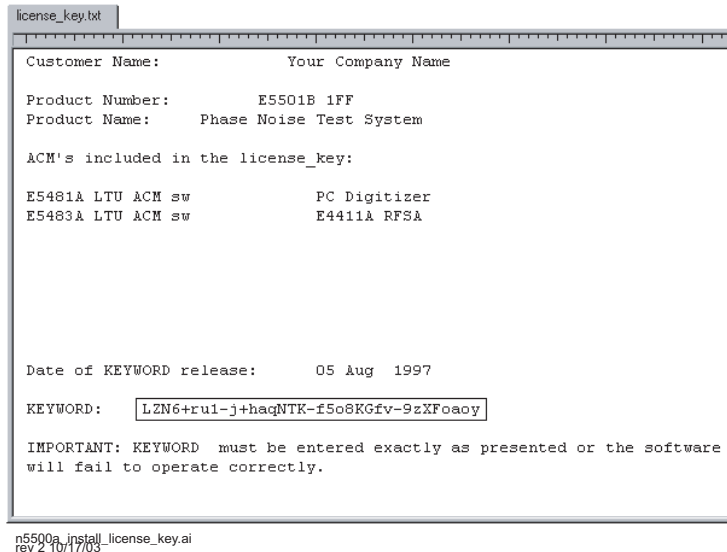 license_key.txt
Customer Name: Your Company Name
Product Number: E5501B 1FF
Product Name: Phase Noise Test System
ACM's included in the license_key:
E5481A LTU ACM sw PC Digitizer
E5483A LTU ACM sw E4411A RFSA
Date of KEYWORD release: 05 Aug 1997
KEYWORD: LZN6+ru1-j+haqNTK-f5o8KGfv-9zXFoaoy
IMPORTANT: KEYWORD must be entered exactly as presented or the software
will fail to operate correctly.
n5500a_install_license_key.ai
rev 2 10/17/03